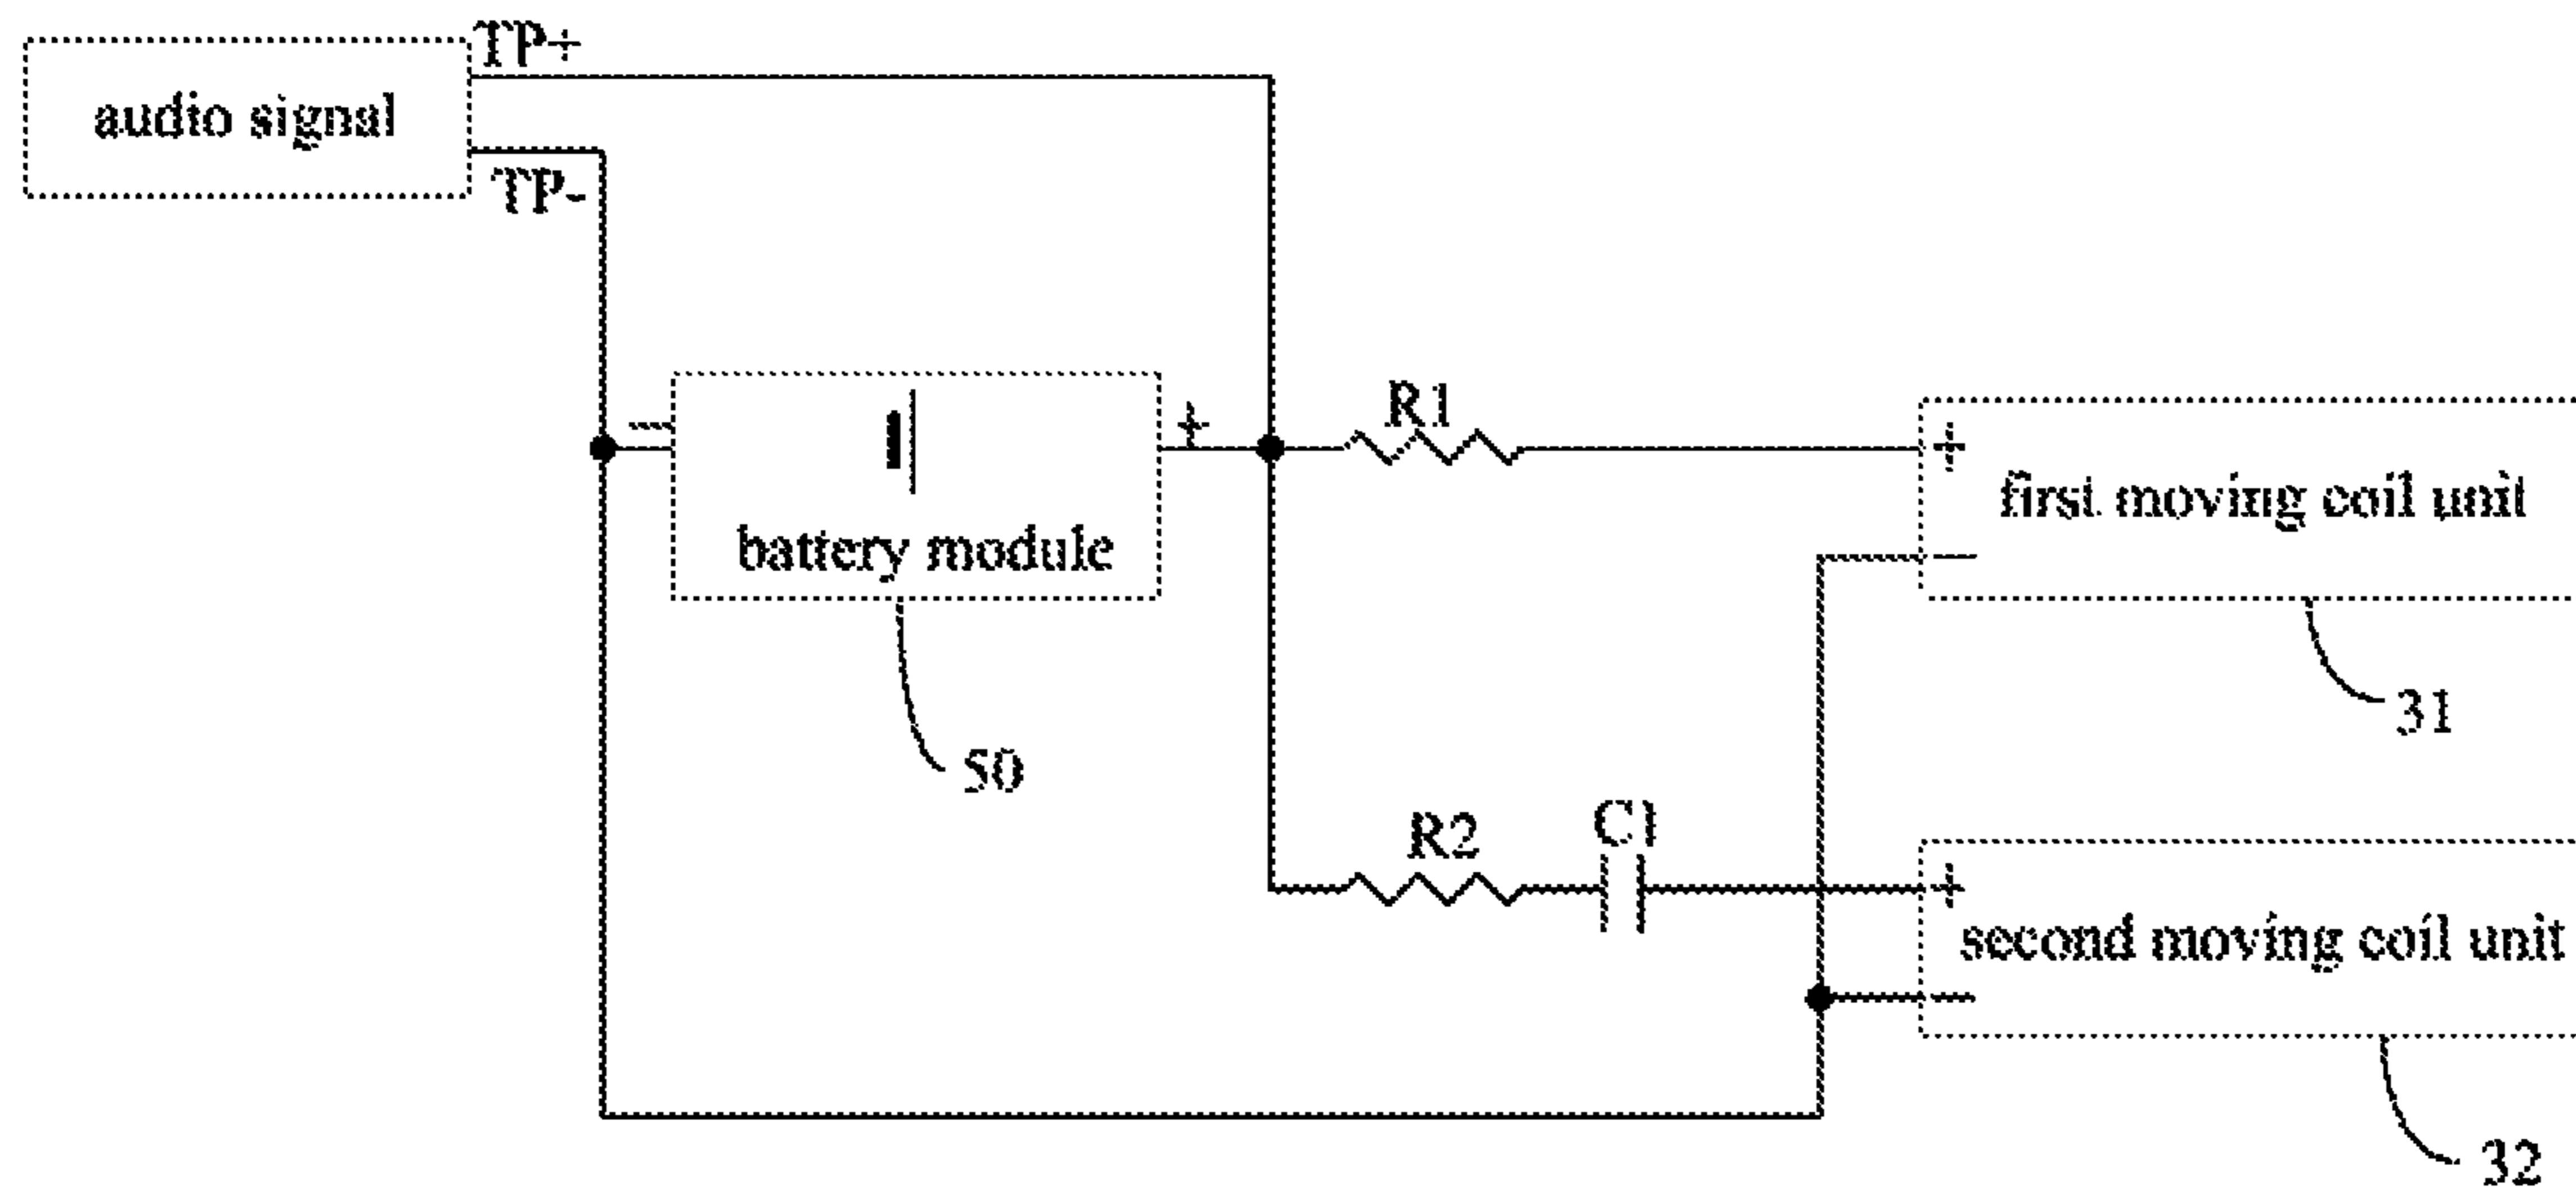 TP+
audio signal
TP-
− +
battery module
50
R1
+
first moving coil unit
−
31
R2
C1
+
second moving coil unit
−
32